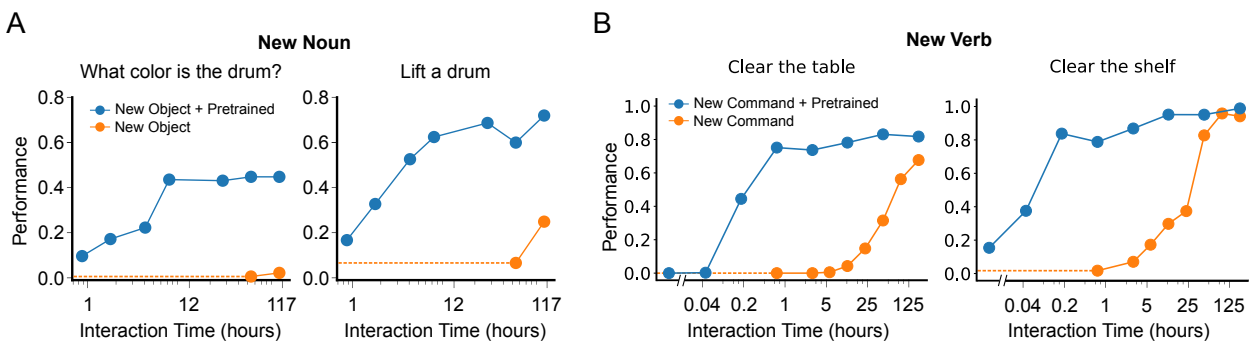 A
New Noun
What color is the drum?
Lift a drum
0.8
0.6
0.4
0.2
0.0
New Object + Pretrained
New Object
Performance
1
12
117
Interaction Time (hours)
0.8
0.6
0.4
0.2
0.0
1
12
117
Interaction Time (hours)
B
New Verb
Clear the table
Clear the shelf
1.0
0.8
0.6
0.4
0.2
0.0
New Command + Pretrained
New Command
Performance
0.04
0.2
1
5
25
125
Interaction Time (hours)
1.0
0.8
0.6
0.4
0.2
0.0
0.04
0.2
1
5
25
125
Interaction Time (hours)